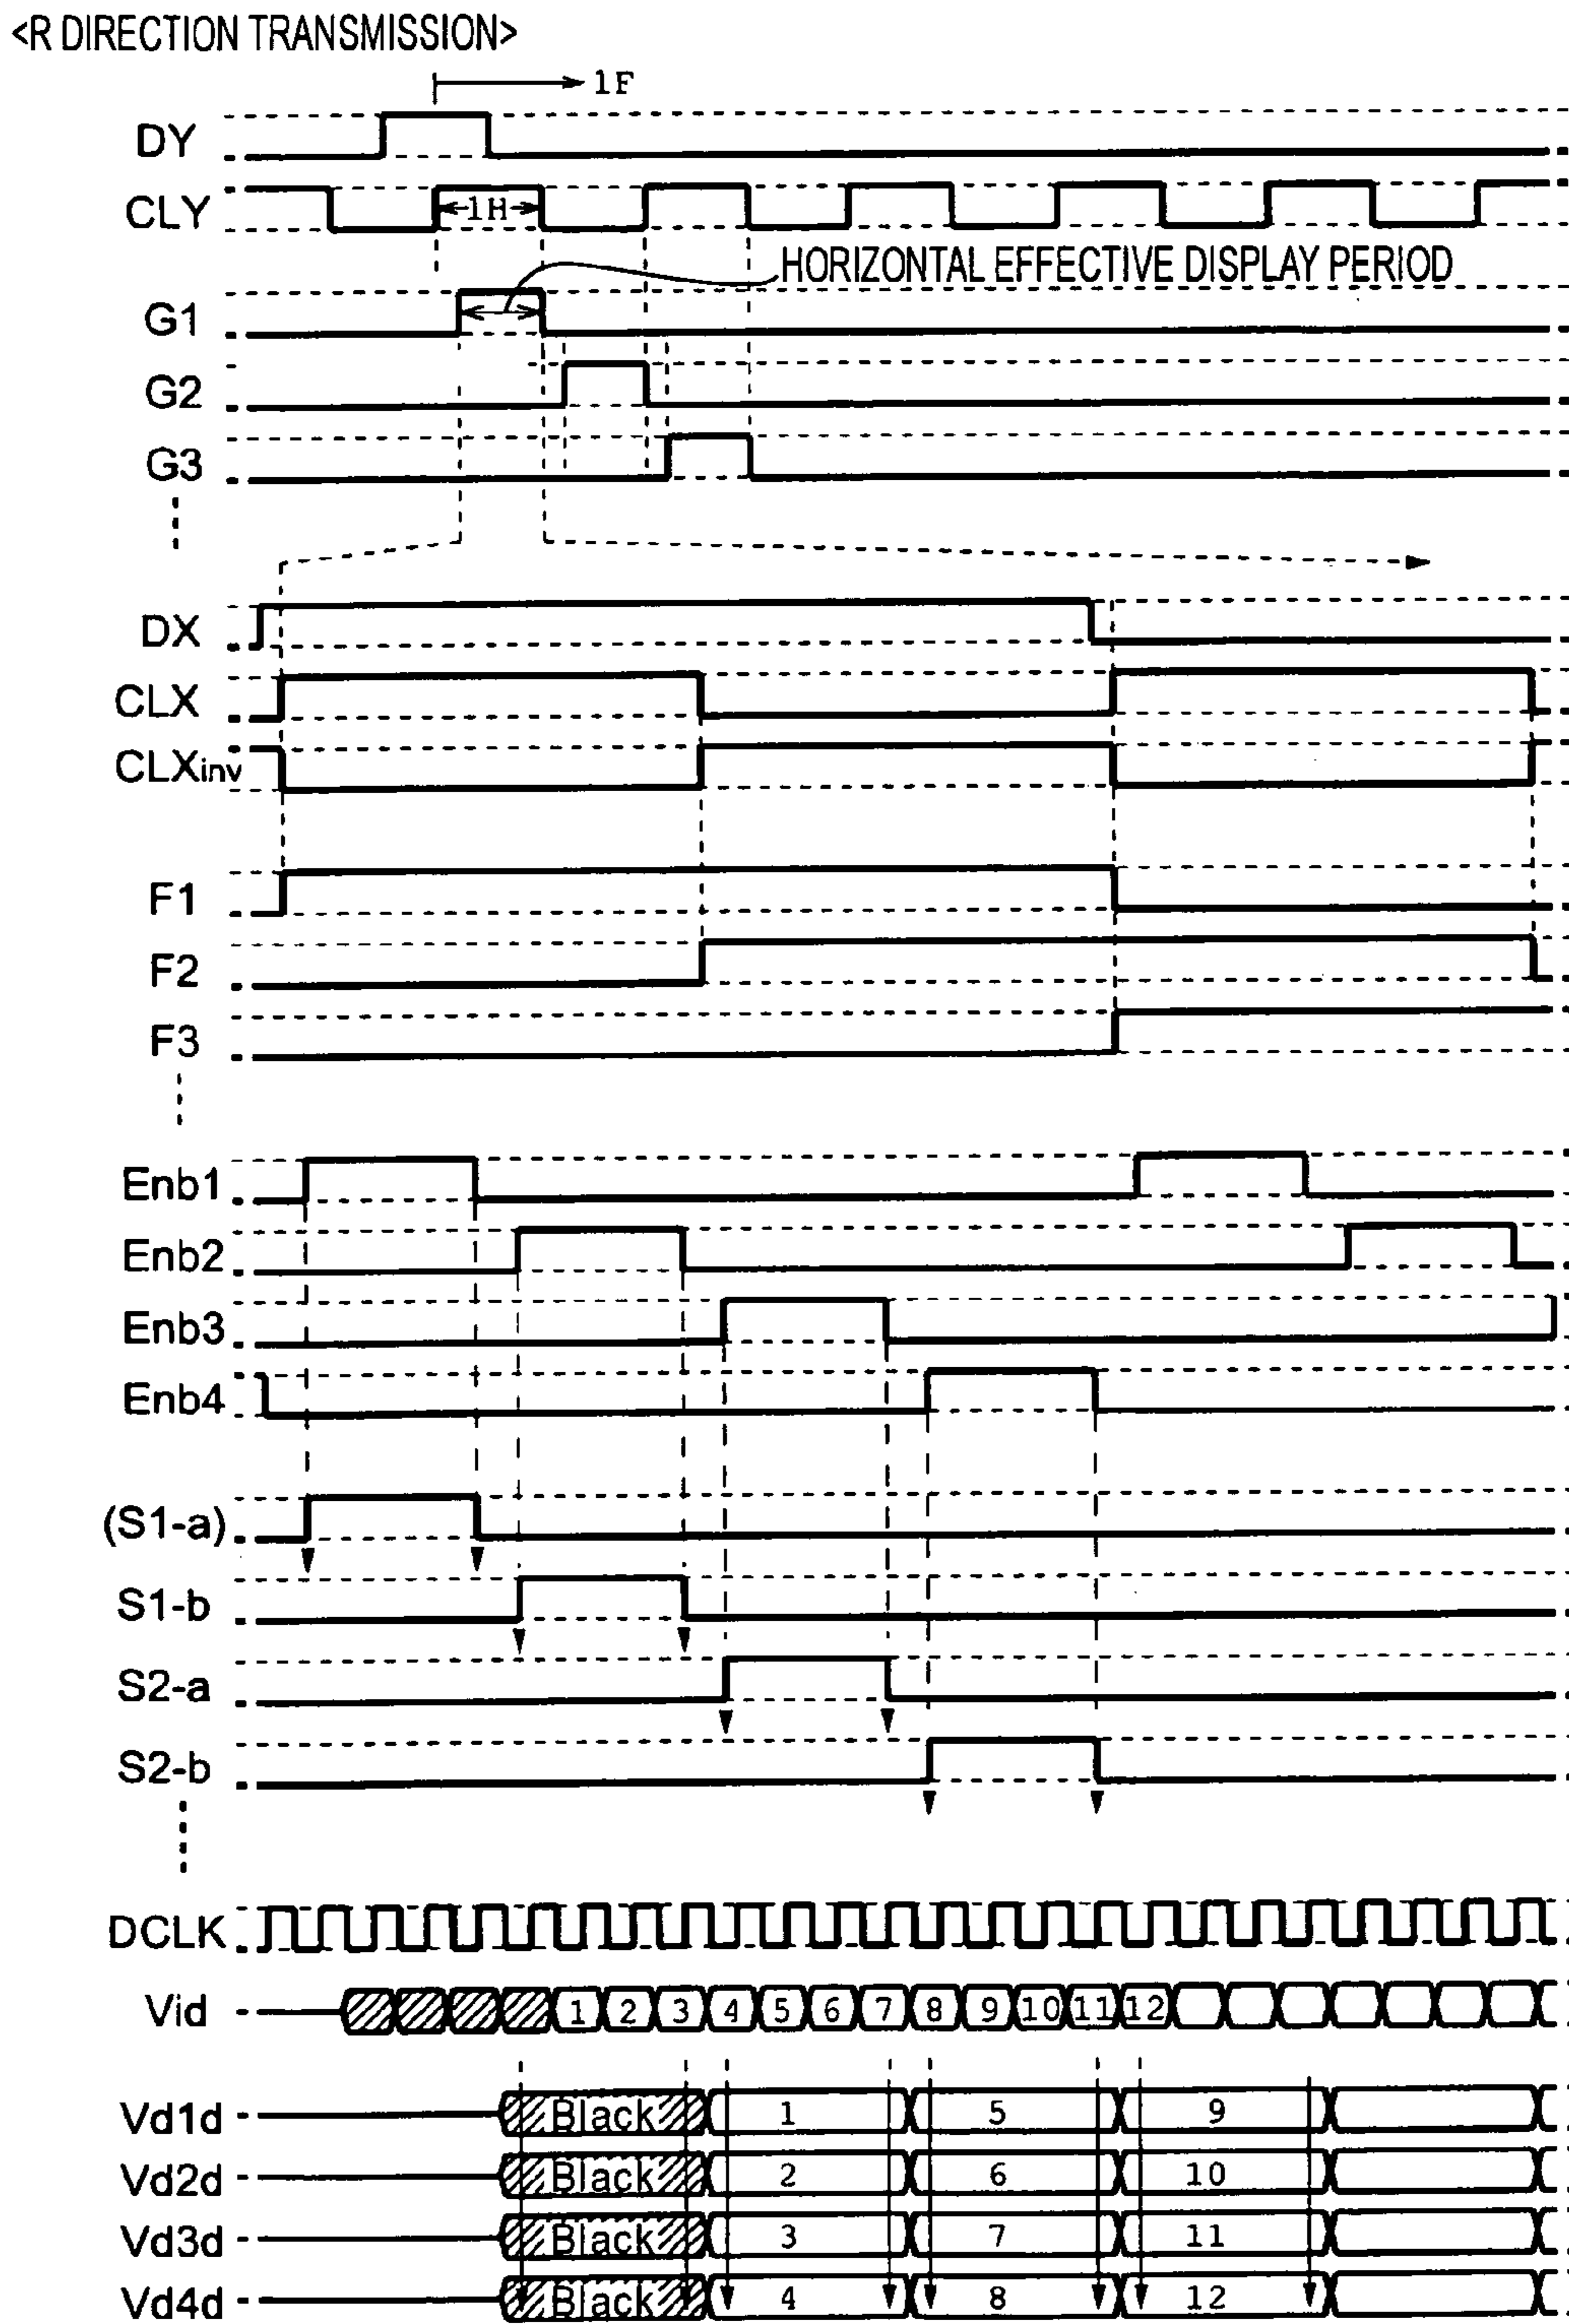 <R DIRECTION TRANSMISSION>
1F
DY
CLY
1H
HORIZONTAL EFFECTIVE DISPLAY PERIOD
G1
G2
G3
DX
CLX
CLXinv
F1
F2
F3
Enb1
Enb2
Enb3
Enb4
(S1-a)
S1-b
S2-a
S2-b
DCLK
Vid 1 2 3 4 5 6 7 8 9 10 11 12
Vd1d Black 1 5 9
Vd2d Black 2 6 10
Vd3d Black 3 7 11
Vd4d Black 4 8 12